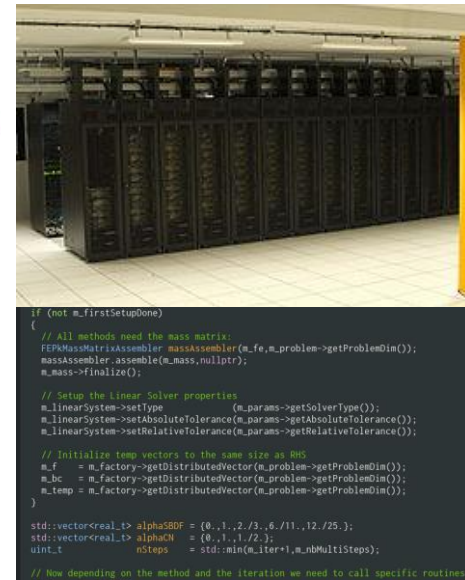 if (not m_firstSetupDone)
{
// All methods need the mass matrix:
FEPkMassMatrixAssembler massAssembler(m_fe,m_problem->getProblemDim());
massAssembler.assemble(m_mass,nullptr);
m_mass->finalize();
// Setup the Linear Solver properties
m_linearSystem->setType (m_params->getSolverType());
m_linearSystem->setAbsoluteTolerance(m_params->getAbsoluteTolerance());
m_linearSystem->setRelativeTolerance(m_params->getRelativeTolerance());
// Initialize temp vectors to the same size as RHS
m_f = m_factory->getDistributedVector(m_problem->getProblemDim());
m_bc = m_factory->getDistributedVector(m_problem->getProblemDim());
m_temp = m_factory->getDistributedVector(m_problem->getProblemDim());
}
std::vector<real_t> alphaSBDF = {0.,1.,2./3.,6./11.,12./25.};
std::vector<real_t> alphaCN = {0.,1.,1./2.};
uint_t nSteps = std::min(m_iter+1,m_nbMultiSteps);
// Now depending on the method and the iteration we need to call specific routines